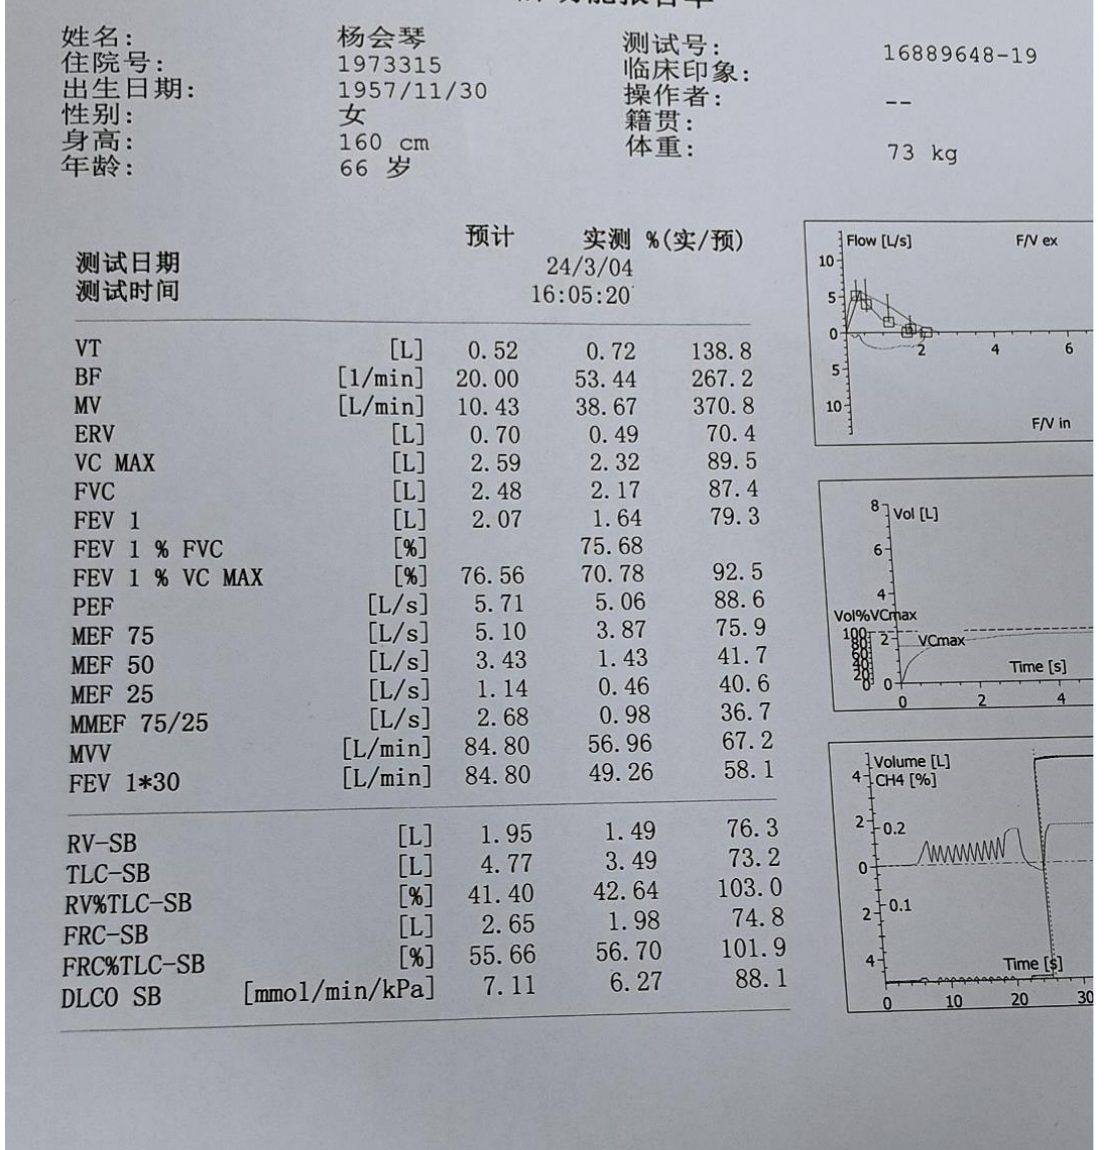 姓名: 杨会琴 测试号: 16889648-19
住院号: 1973315 临床印象:
出生日期: 1957/11/30 操作者: --
性别: 女 籍贯:
身高: 160 cm 体重: 73 kg
年龄: 66 岁
预计 实测 %(实/预)
测试日期 24/3/04
测试时间 16:05:20
VT [L] 0.52 0.72 138.8
BF [1/min] 20.00 53.44 267.2
MV [L/min] 10.43 38.67 370.8
ERV [L] 0.70 0.49 70.4
VC MAX [L] 2.59 2.32 89.5
FVC [L] 2.48 2.17 87.4
FEV 1 [L] 2.07 1.64 79.3
FEV 1 % FVC [%] 75.68
FEV 1 % VC MAX [%] 76.56 70.78 92.5
PEF [L/s] 5.71 5.06 88.6
MEF 75 [L/s] 5.10 3.87 75.9
MEF 50 [L/s] 3.43 1.43 41.7
MEF 25 [L/s] 1.14 0.46 40.6
MMEF 75/25 [L/s] 2.68 0.98 36.7
MVV [L/min] 84.80 56.96 67.2
FEV 1*30 [L/min] 84.80 49.26 58.1
RV-SB [L] 1.95 1.49 76.3
TLC-SB [L] 4.77 3.49 73.2
RV%TLC-SB [%] 41.40 42.64 103.0
FRC-SB [L] 2.65 1.98 74.8
FRC%TLC-SB [%] 55.66 56.70 101.9
DLCO SB [mmol/min/kPa] 7.11 6.27 88.1
Flow [L/s] F/V ex
10
5
0
2 4 6
5
10
F/V in
8 Vol [L]
6
4
Vol%VCmax
100 2 VCmax
80
60
40
20
0 0 Time [s]
0 2 4
Volume [L]
4 CH4 [%]
2 0.2
0
2 0.1
4 Time [s]
0 10 20 30